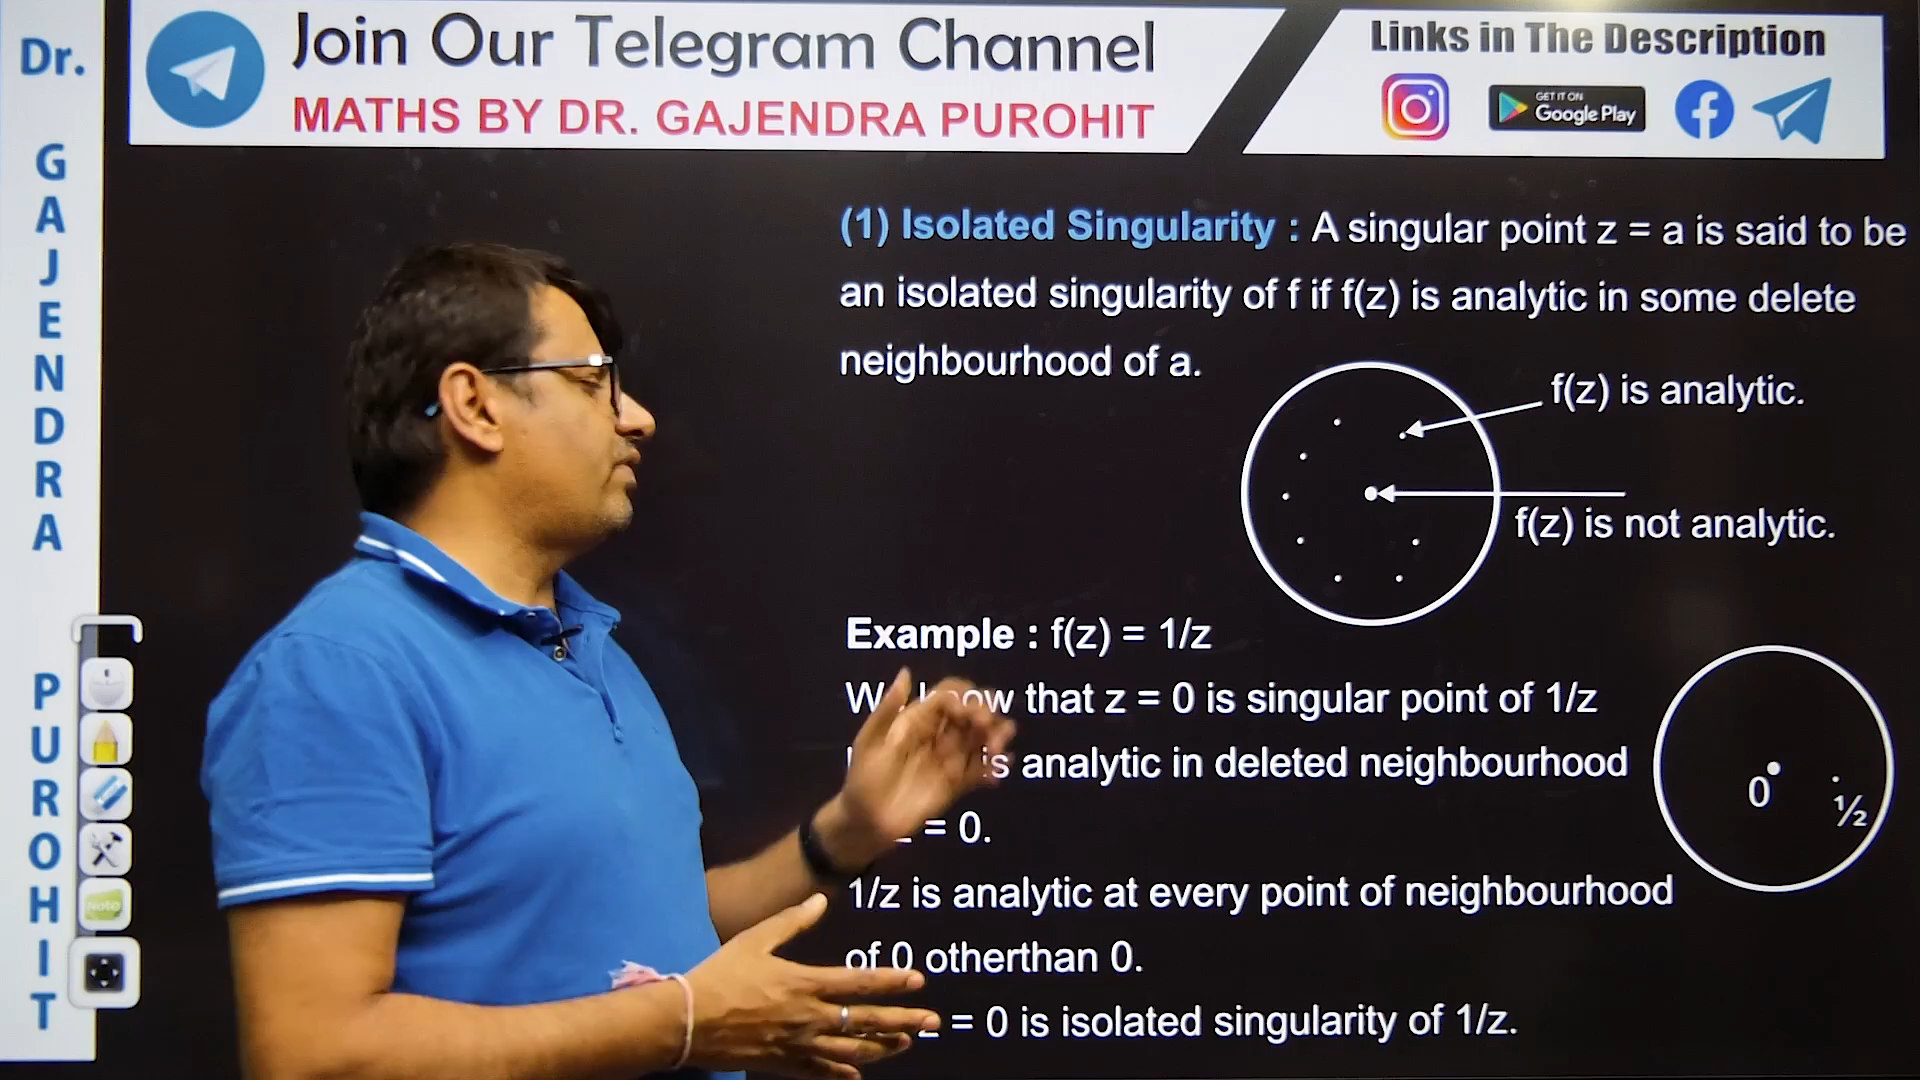 Dr. GAJENDRA PUROHIT
Join Our Telegram Channel
MATHS BY DR. GAJENDRA PUROHIT
Links in The Description
GET IT ON
Google Play
(1) Isolated Singularity : A singular point z = a is said to be
an isolated singularity of f if f(z) is analytic in some delete
neighbourhood of a.
f(z) is analytic.
f(z) is not analytic.
Example : f(z) = 1/z
that z = 0 is singular point of 1/z
is analytic in deleted neighbourhood
= 0.
0
½
1/z is analytic at every point of neighbourhood
of 0 otherthan 0.
z = 0 is isolated singularity of 1/z.
Note